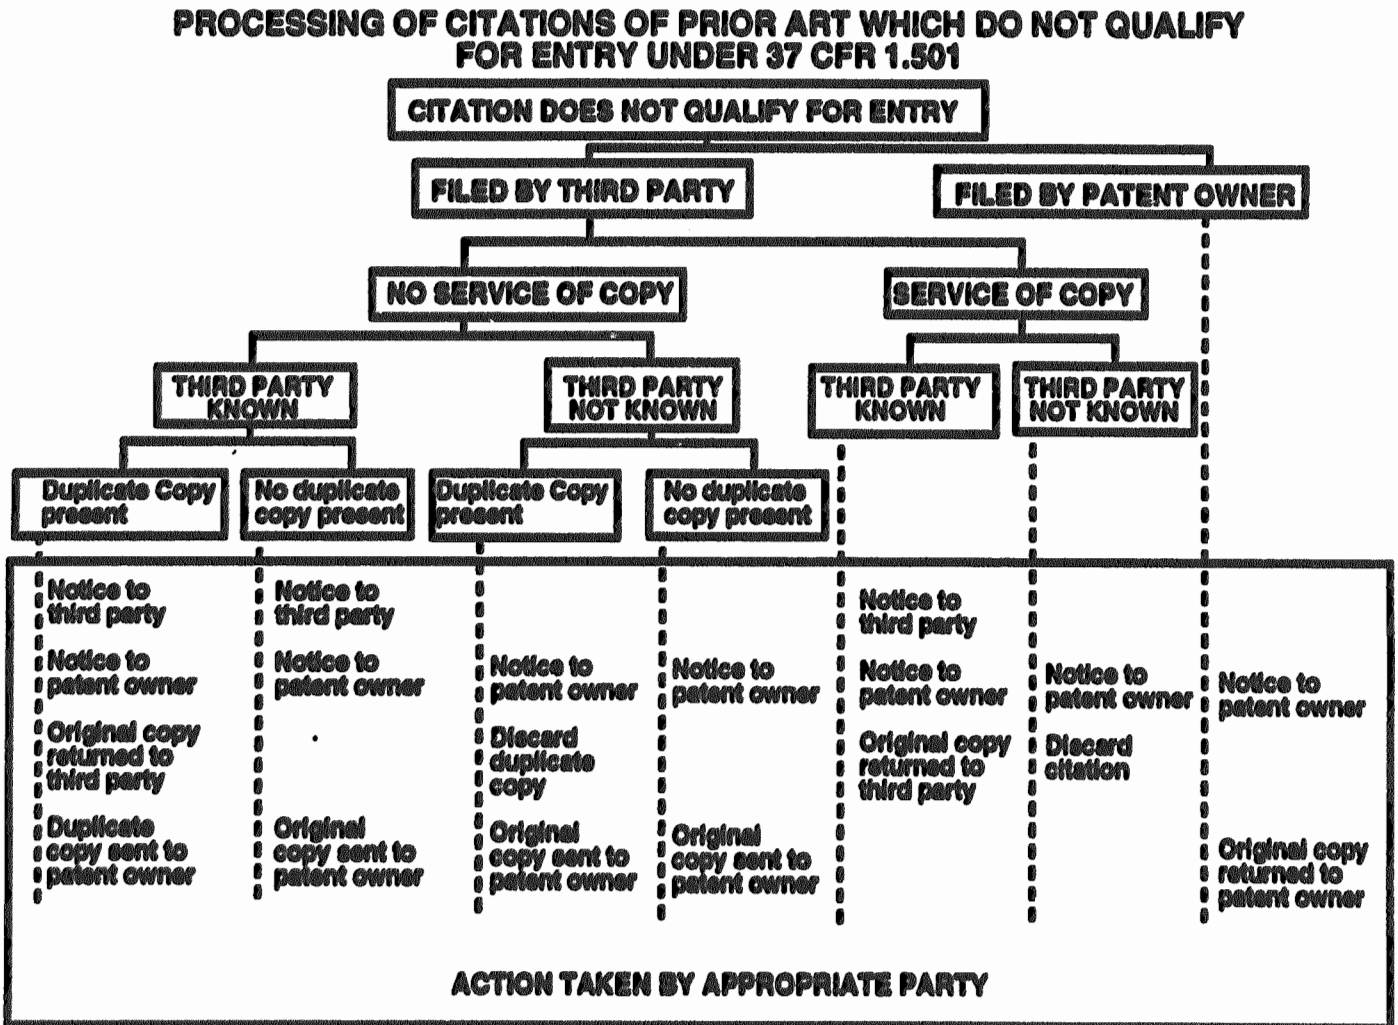 PROCESSING OF CITATIONS OF PRIOR ART WHICH DO NOT QUALIFY
FOR ENTRY UNDER 37 CFR 1.501
CITATION DOES NOT QUALIFY FOR ENTRY
FILED BY THIRD PARTY
FILED BY PATENT OWNER
NO SERVICE OF COPY
SERVICE OF COPY
THIRD PARTY
KNOWN
THIRD PARTY
NOT KNOWN
THIRD PARTY
KNOWN
THIRD PARTY
NOT KNOWN
Duplicate Copy
present
No duplicate
copy present
Duplicate Copy
present
No duplicate
copy present
Notice to
third party
Notice to
patent owner
Original copy
returned to
third party
Duplicate
copy sent to
patent owner
Notice to
third party
Notice to
patent owner
Original
copy sent to
patent owner
Notice to
patent owner
Discard
duplicate
copy
Original
copy sent to
patent owner
Notice to
patent owner
Original
copy sent to
patent owner
Notice to
third party
Notice to
patent owner
Original copy
returned to
third party
Notice to
patent owner
Discard
citation
Notice to
patent owner
Original copy
returned to
patent owner
ACTION TAKEN BY APPROPRIATE PARTY